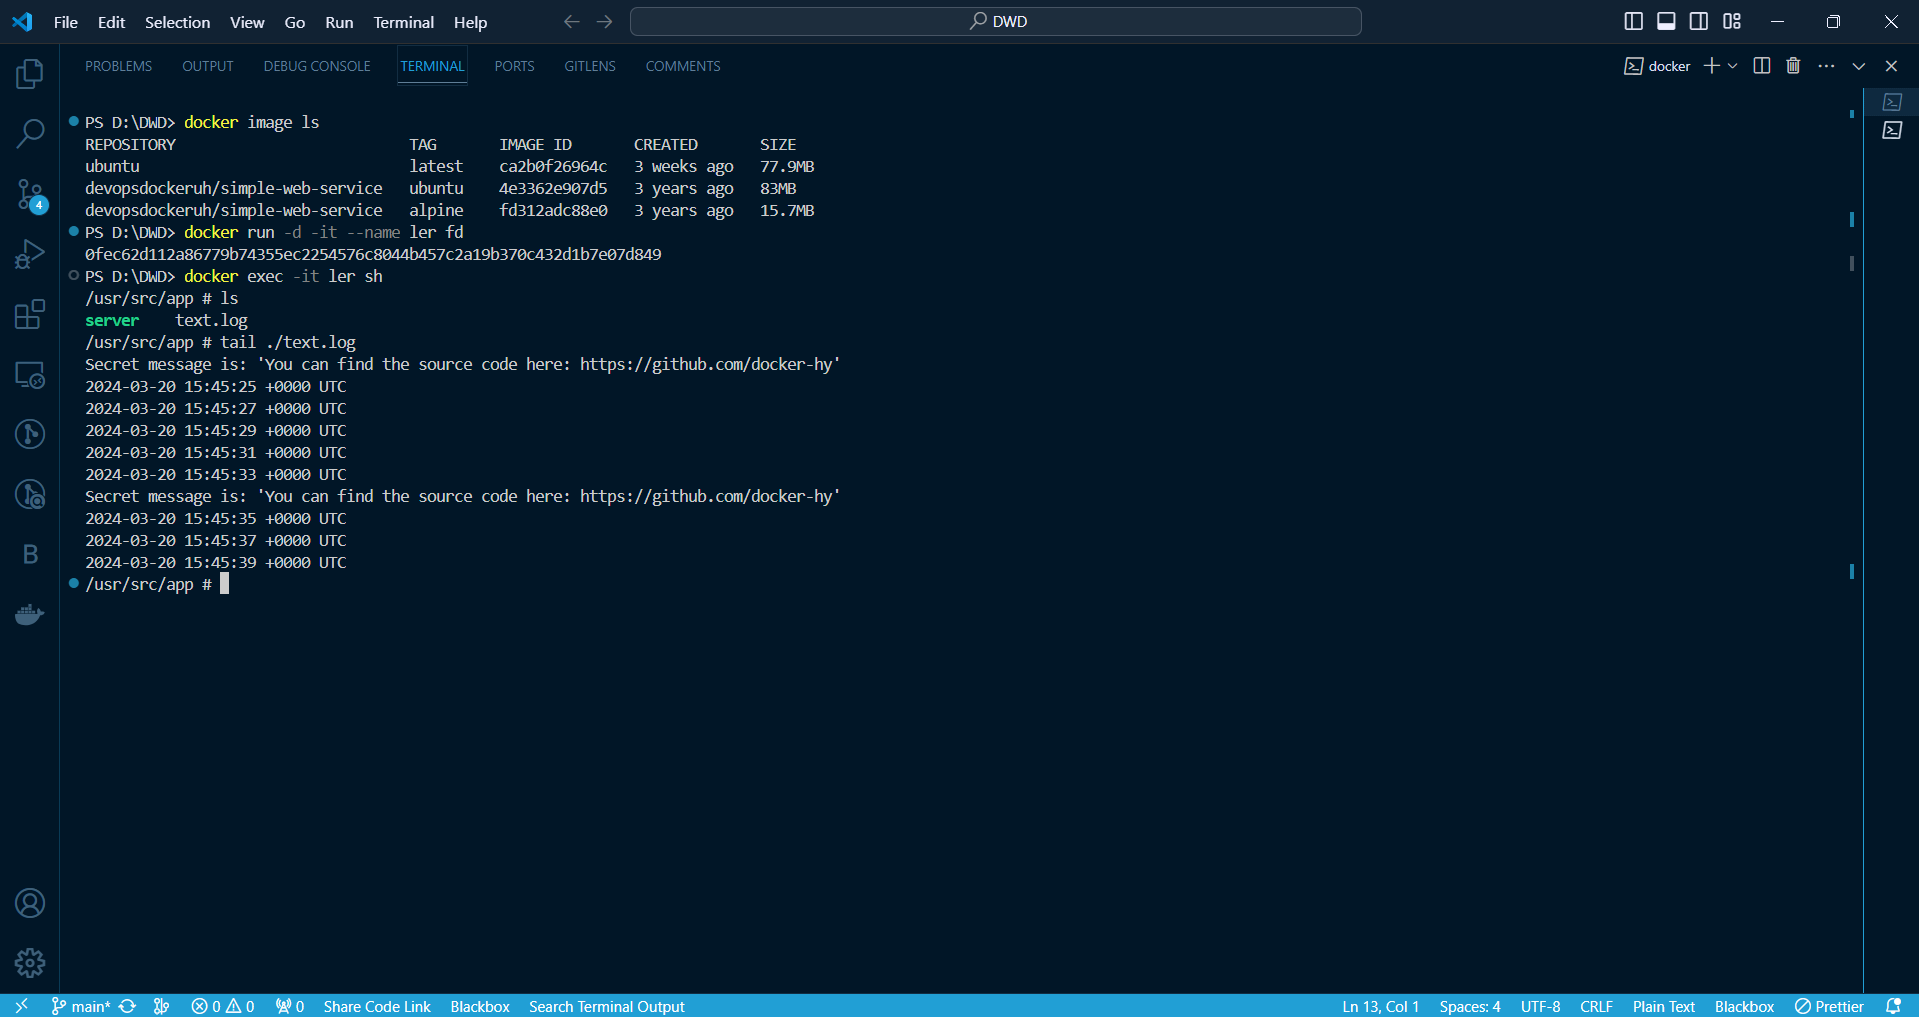 File Edit Selection View Go Run Terminal Help DWD
PROBLEMS OUTPUT DEBUG CONSOLE TERMINAL PORTS GITLENS COMMENTS docker
PS D:\DWD> docker image ls
REPOSITORY TAG IMAGE ID CREATED SIZE
ubuntu latest ca2b0f26964c 3 weeks ago 77.9MB
devopsdockeruh/simple-web-service ubuntu 4e3362e907d5 3 years ago 83MB
devopsdockeruh/simple-web-service alpine fd312adc88e0 3 years ago 15.7MB
PS D:\DWD> docker run -d -it --name ler fd
0fec62d112a86779b74355ec2254576c8044b457c2a19b370c432d1b7e07d849
PS D:\DWD> docker exec -it ler sh
/usr/src/app # ls
server text.log
/usr/src/app # tail ./text.log
Secret message is: 'You can find the source code here: https://github.com/docker-hy'
2024-03-20 15:45:25 +0000 UTC
2024-03-20 15:45:27 +0000 UTC
2024-03-20 15:45:29 +0000 UTC
2024-03-20 15:45:31 +0000 UTC
2024-03-20 15:45:33 +0000 UTC
Secret message is: 'You can find the source code here: https://github.com/docker-hy'
2024-03-20 15:45:35 +0000 UTC
2024-03-20 15:45:37 +0000 UTC
2024-03-20 15:45:39 +0000 UTC
/usr/src/app #
4
B
main* 0 0 0 Share Code Link Blackbox Search Terminal Output Ln 13, Col 1 Spaces: 4 UTF-8 CRLF Plain Text Blackbox Prettier